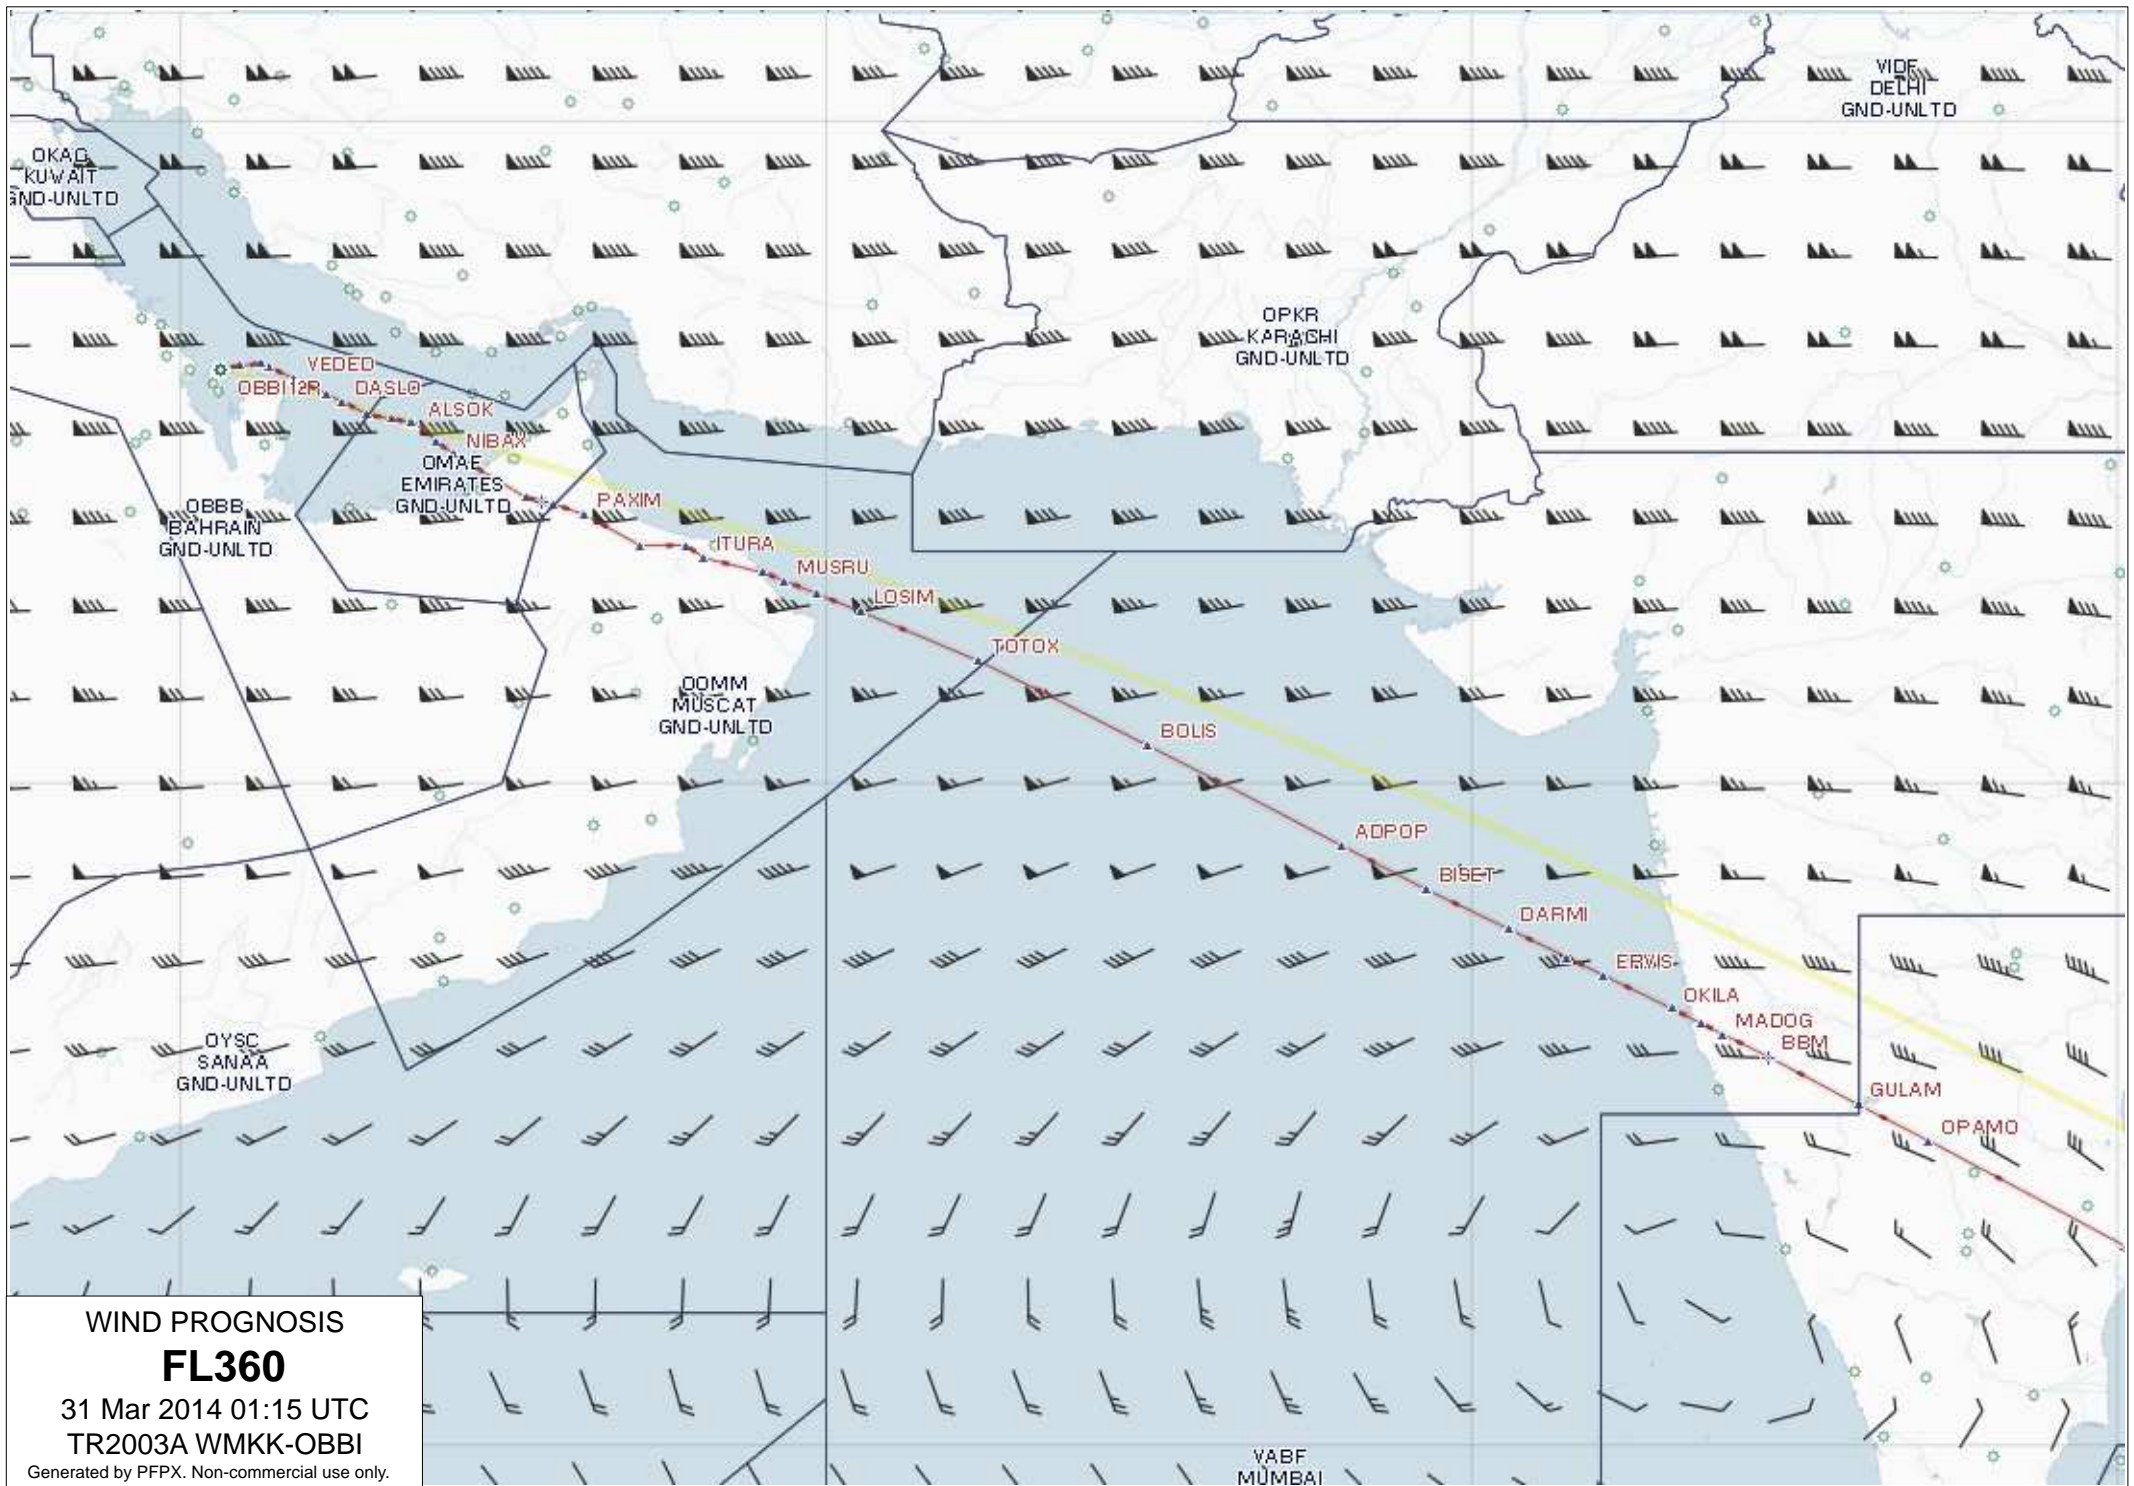 VIDF
DELHI
GND-UNLTD
OKAC
KUWAIT
GND-UNLTD
OPKR
KARACHI
GND-UNLTD
VEDED
OBBI12R
DASLO
ALSOK
NIBAX
OMAE
EMIRATES
GND-UNLTD
OBBB
BAHRAIN
GND-UNLTD
PAXIM
ITURA
MUSRU
LOSIM
TOTOX
OOMM
MUSCAT
GND-UNLTD
BOLIS
ADPOP
BISET
DARMI
ERVIS
OKILA
MADOG
BBM
GULAM
OPAMO
OYSC
SANAA
GND-UNLTD
WIND PROGNOSIS
FL360
31 Mar 2014 01:15 UTC
TR2003A WMKK-OBBI
Generated by PFPX. Non-commercial use only.
VABF
MUMBAI